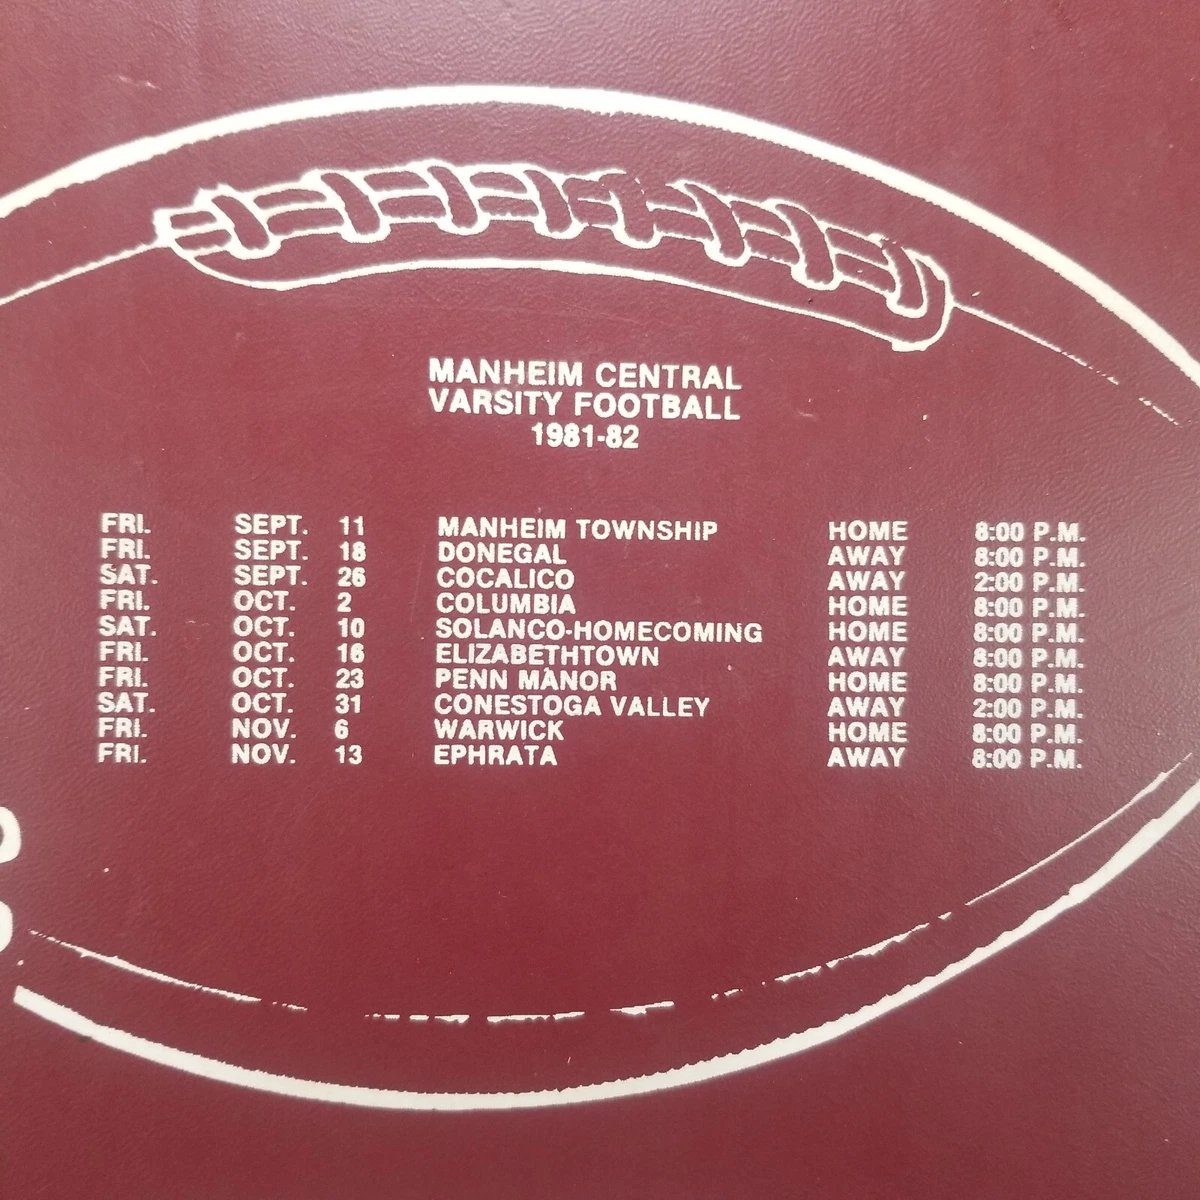 MANHEIM CENTRAL
VARSITY FOOTBALL
1981-82
FRI. SEPT. 11 MANHEIM TOWNSHIP HOME 8:00 P.M.
FRI. SEPT. 18 DONEGAL AWAY 8:00 P.M.
SAT. SEPT. 26 COCALICO AWAY 2:00 P.M.
FRI. OCT. 2 COLUMBIA HOME 8:00 P.M.
SAT. OCT. 10 SOLANCO-HOMECOMING HOME 8:00 P.M.
FRI. OCT. 16 ELIZABETHTOWN AWAY 8:00 P.M.
FRI. OCT. 23 PENN MANOR HOME 8:00 P.M.
SAT. OCT. 31 CONESTOGA VALLEY AWAY 2:00 P.M.
FRI. NOV. 6 WARWICK HOME 8:00 P.M.
FRI. NOV. 13 EPHRATA AWAY 8:00 P.M.